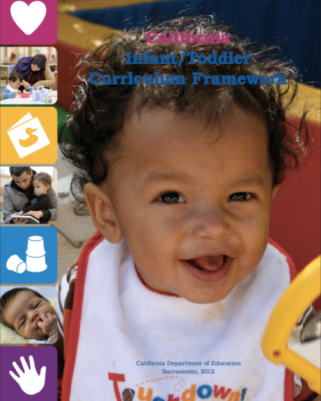 California
Infant/Toddler
Curriculum Framework
California Department of Education
Sacramento, 2012
Touchdown!